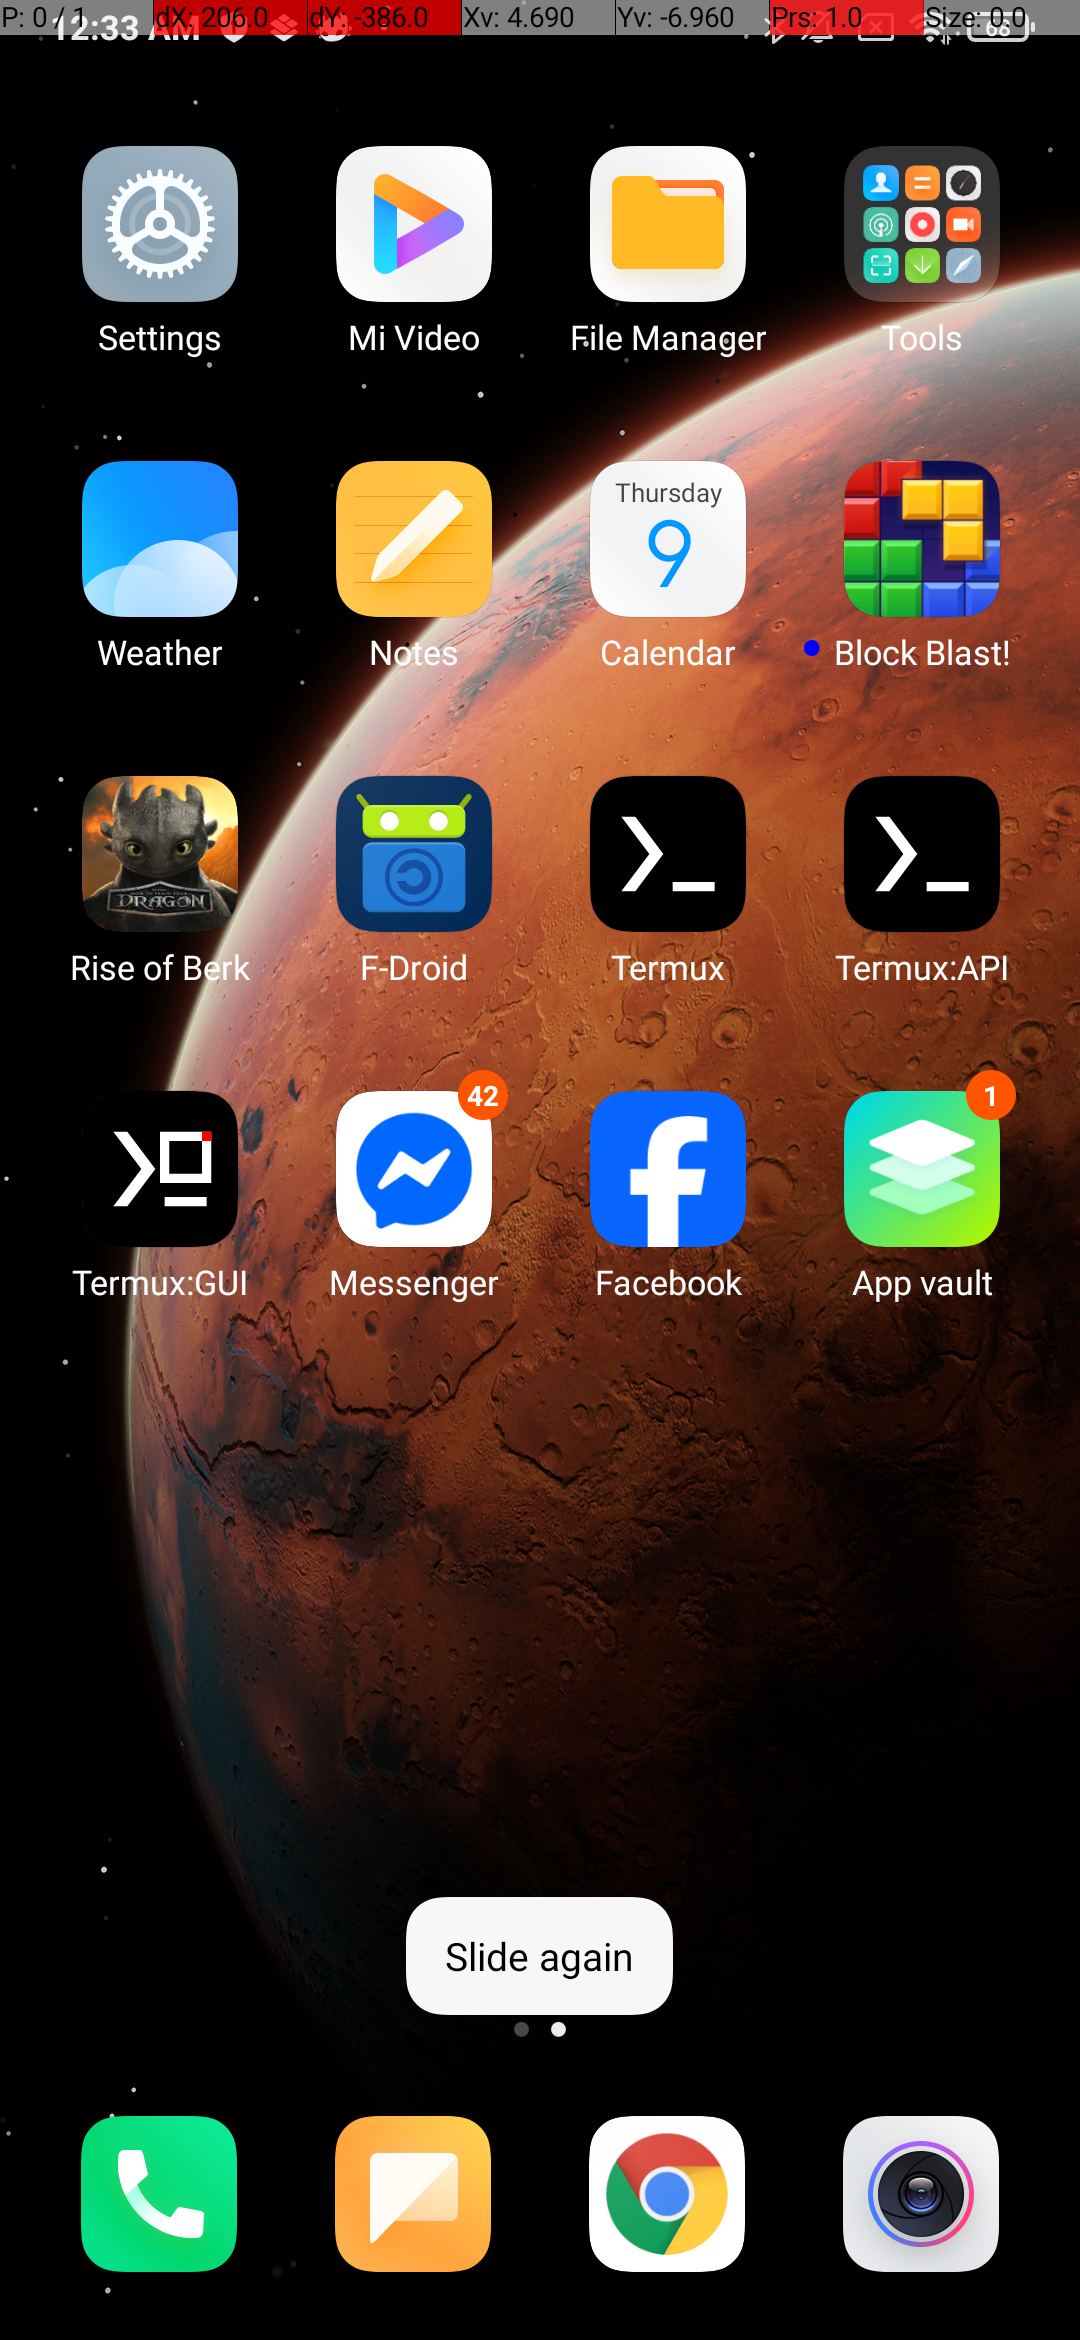 P: 0 / 1 dX: 206.0 dY: -386.0 Xv: 4.690 Yv: -6.960 Prs: 1.0 Size: 0.0
12:33 AM 68
Settings Mi Video File Manager Tools
Thursday
9
Weather Notes Calendar Block Blast!
DRAGON
Rise of Berk F-Droid Termux Termux:API
42 1
Termux:GUI Messenger Facebook App vault
Slide again